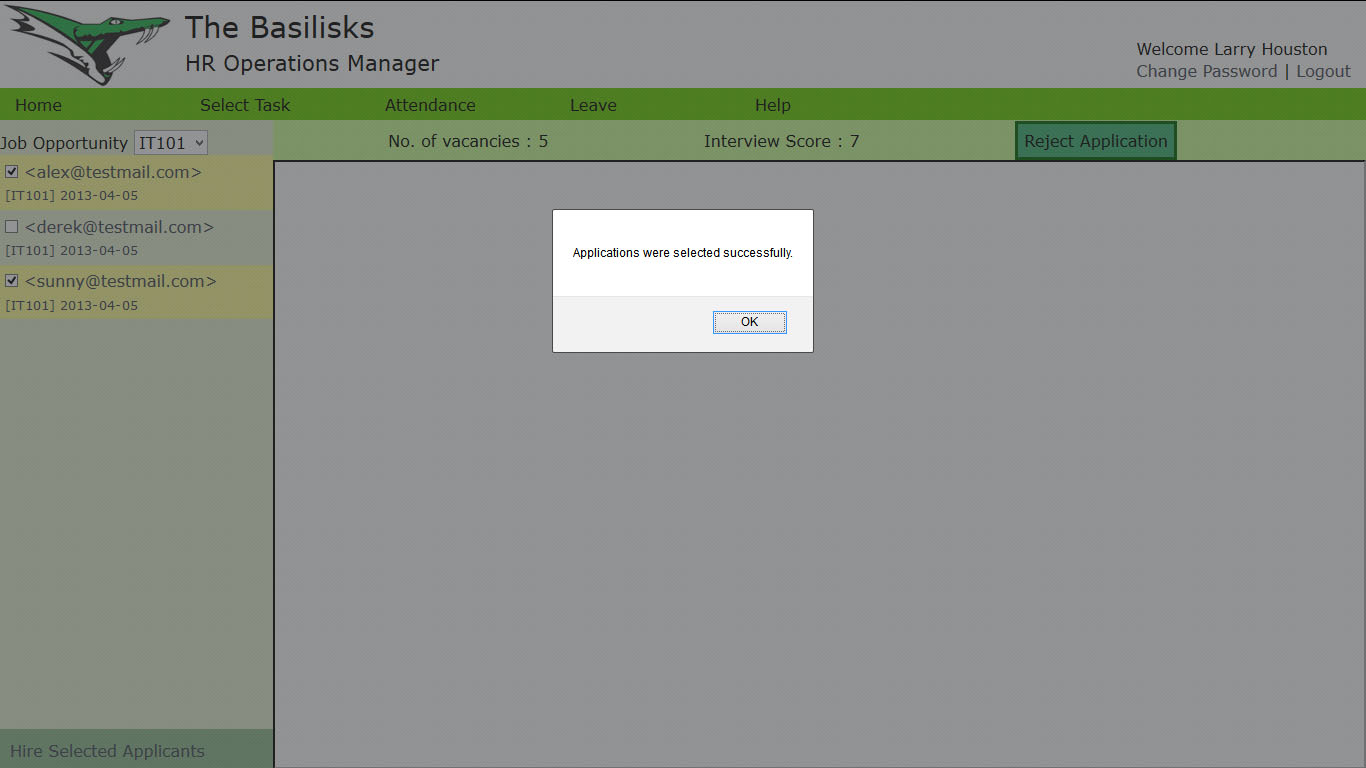 The Basilisks
HR Operations Manager
Welcome Larry Houston
Change Password | Logout
Home Select Task Attendance Leave Help
Job Opportunity IT101 No. of vacancies : 5 Interview Score : 7 Reject Application
<alex@testmail.com>
[IT101] 2013-04-05
<derek@testmail.com>
[IT101] 2013-04-05
<sunny@testmail.com>
[IT101] 2013-04-05
Applications were selected successfully.
OK
Hire Selected Applicants